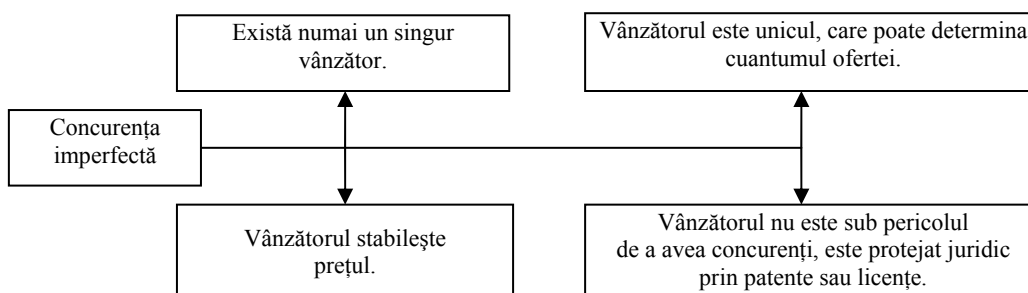 Există numai un singur
vânzător.
Vânzătorul este unicul, care poate determina
cuantumul ofertei.
Concurența
imperfectă
Vânzătorul stabileşte
prețul.
Vânzătorul nu este sub pericolul
de a avea concurenți, este protejat juridic
prin patente sau licențe.